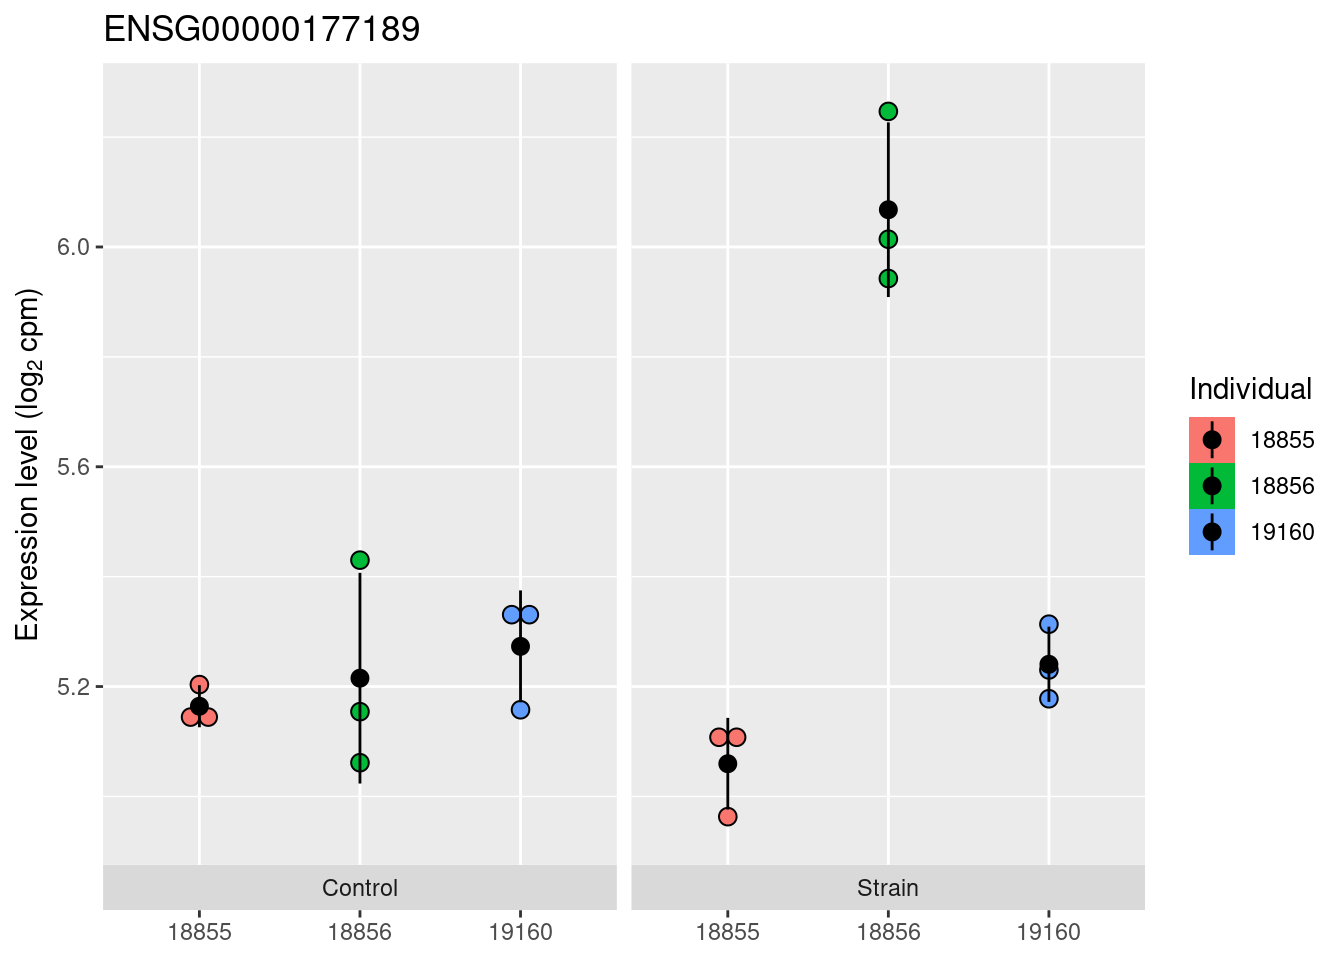 ENSG00000177189
Expression level (log₂ cpm)
6.0
5.6
5.2
Control
Strain
18855
18856
19160
18855
18856
19160
Individual
18855
18856
19160